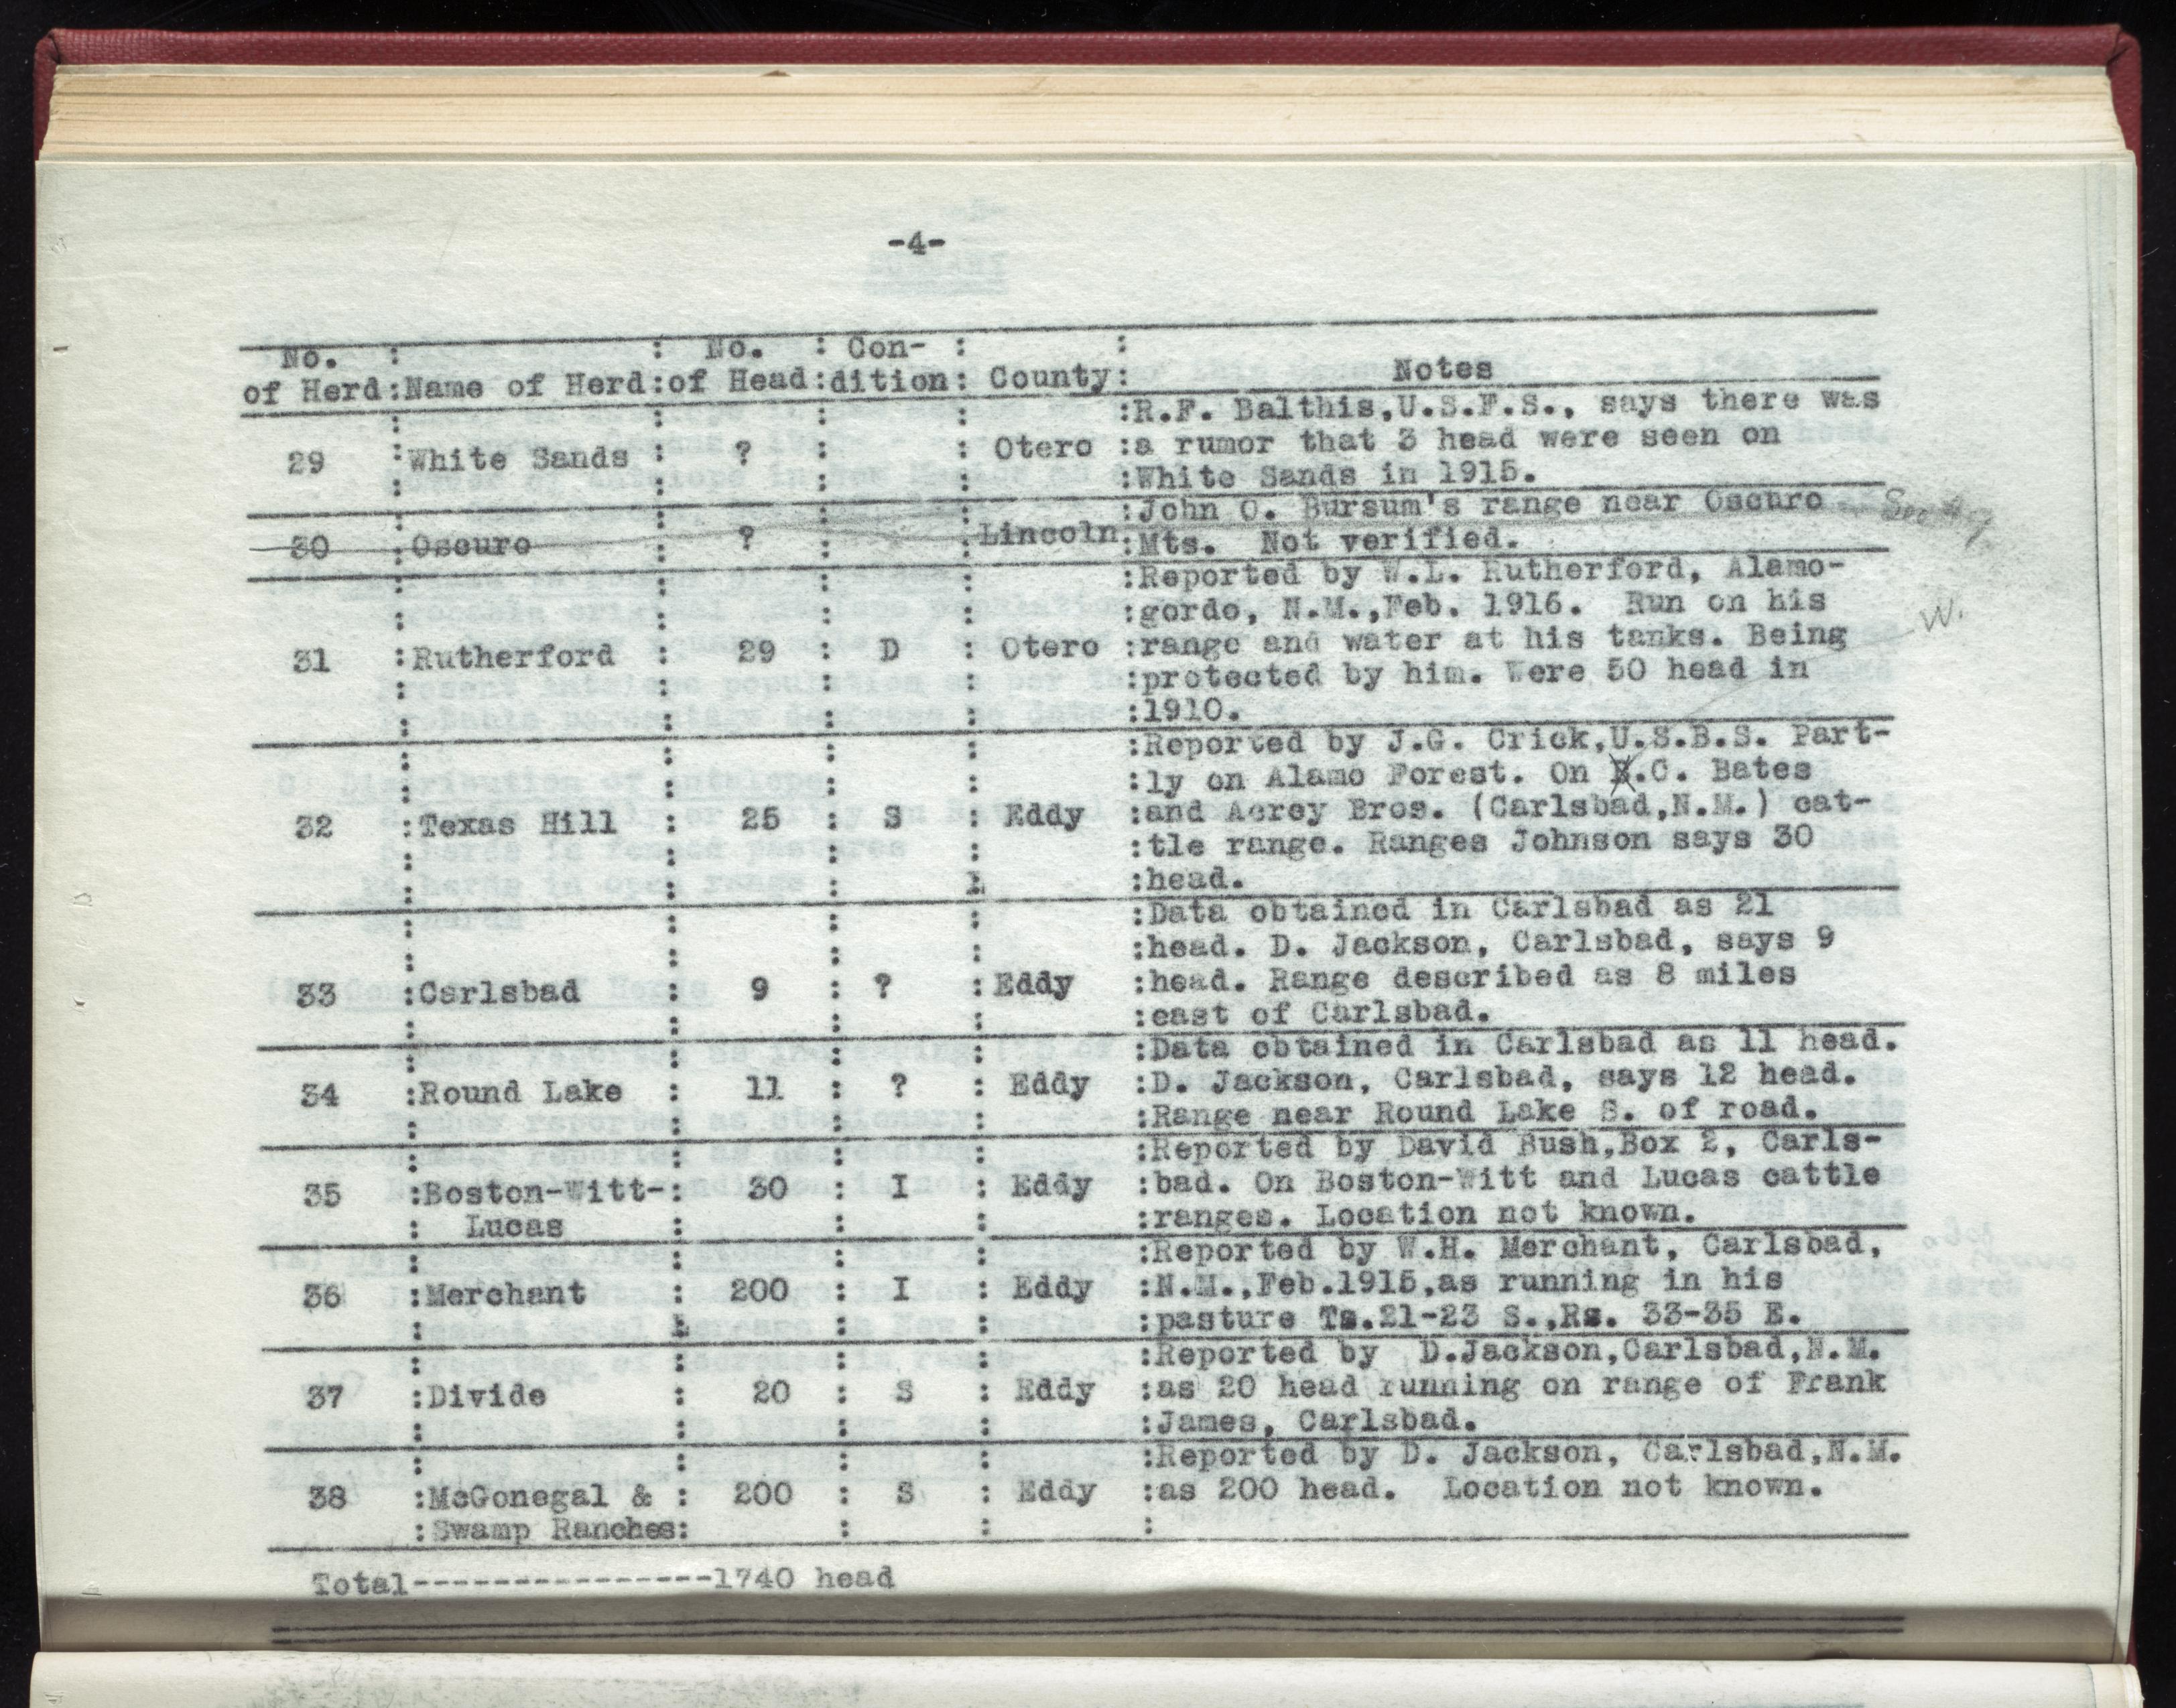 -4-
No. : : No. : Con- : :
of Herd:Name of Herd:of Head:dition: County: Notes
:R.F. Balthis,U.S.F.S., says there was
29 :White Sands : ? : : Otero :a rumor that 3 head were seen on
:White Sands in 1915.
:John O. Bursum's range near Oscuro
30 :Oscuro : ? : :Lincoln:Mts. Not verified.
:Reported by W.L. Rutherford, Alamo-
:gordo, N.M.,Feb. 1916. Run on his
31 :Rutherford : 29 : D : Otero :range and water at his tanks. Being
W.
:protected by him. Were 50 head in
:1910.
:Reported by J.G. Crick,U.S.B.S. Part-
:ly on Alamo Forest. On .C. Bates
32 :Texas Hill : 25 : S : Eddy :and Acrey Bros. (Carlsbad,N.M.) cat-
:tle range. Ranges Johnson says 30
:head.
:Data obtained in Carlsbad as 21
:head. D. Jackson, Carlsbad, says 9
33 :Carlsbad : 9 : ? :Eddy :head. Range described as 8 miles
:east of Carlsbad.
:Data obtained in Carlsbad as 11 head.
34 :Round Lake : 11 : ? : Eddy :D. Jackson, Carlsbad, says 12 head.
:Range near Round Lake S. of road.
:Reported by David Bush,Box 2, Carls-
35 :Boston-Witt-: 30 : I : Eddy :bad. On Boston-Witt and Lucas cattle
: Lucas : : : :ranges. Location not known.
:Reported by W.H. Merchant, Carlsbad,
36 :Merchant : 200 : I : Eddy :N.M.,Feb.1915,as running in his
:pasture Ts.21-23 S.,Rs. 33-35 E.
:Reported by D.Jackson,Carlsbad,N.M.
37 :Divide : 20 : S : Eddy :as 20 head running on range of Frank
:James, Carlsbad.
:Reported by D. Jackson, Carlsbad,N.M.
38 :McGonegal & : 200 : S : Eddy :as 200 head. Location not known.
:Swamp Ranches: : : :
Total---------------1740 head